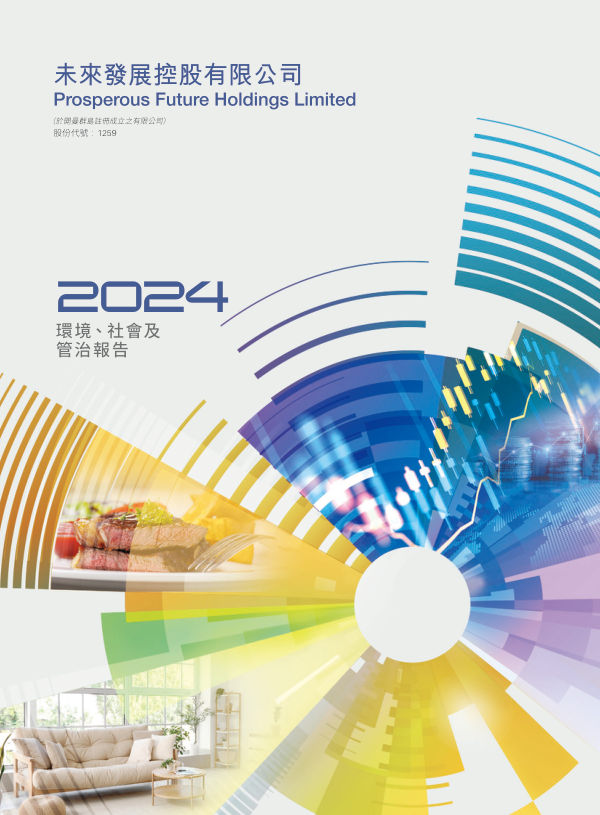 未來發展控股有限公司
Prosperous Future Holdings Limited
(於開曼群島註冊成立之有限公司)
股份代號：1259
2024
環境、社會及
管治報告